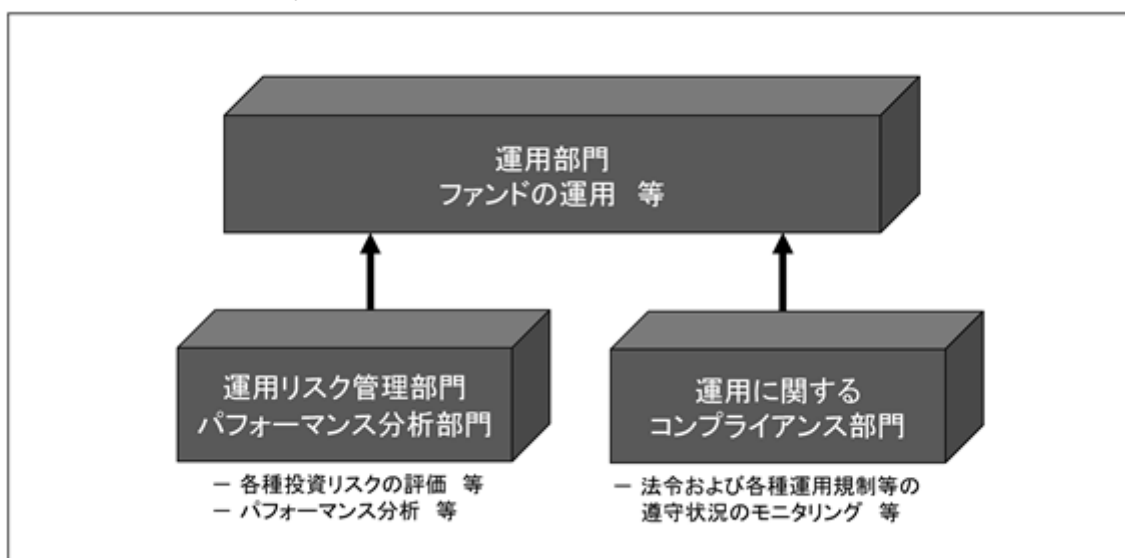 運用部門
ファンドの運用 等
運用リスク管理部門
パフォーマンス分析部門
運用に関する
コンプライアンス部門
－ 各種投資リスクの評価 等
－ パフォーマンス分析 等
－ 法令および各種運用規制等の
遵守状況のモニタリング 等